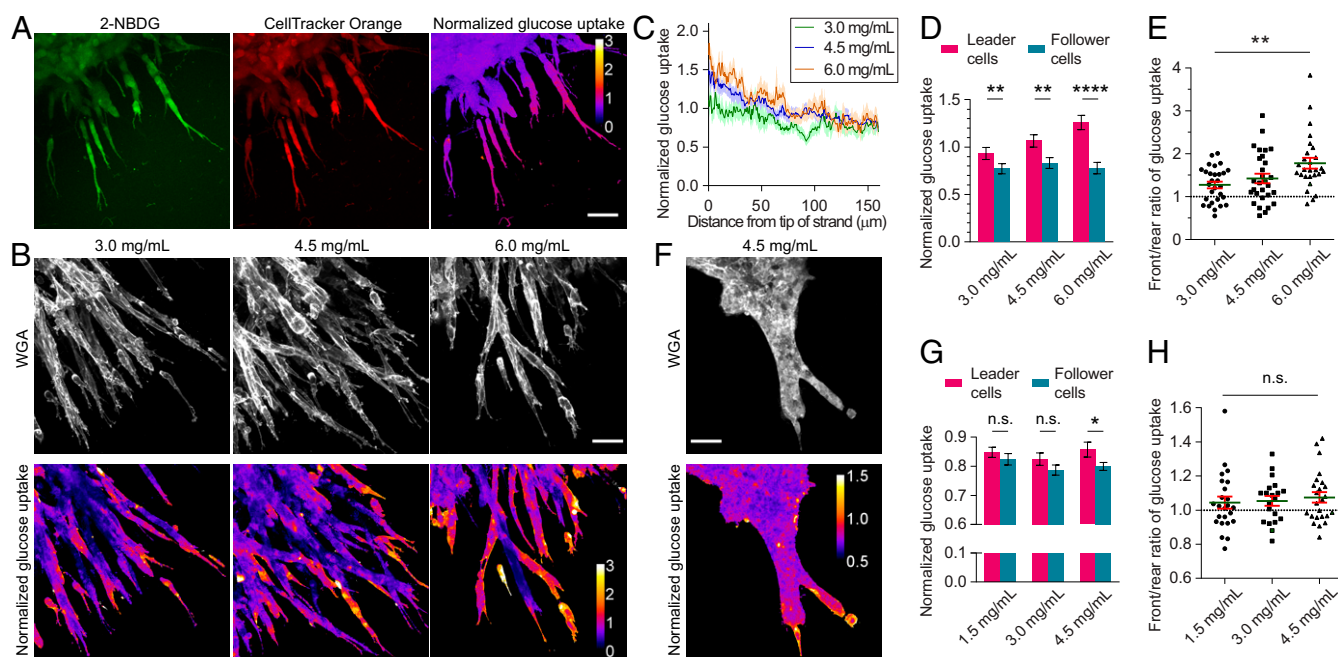 A
2-NBDG
CellTracker Orange
Normalized glucose uptake
3
2
1
0
B
3.0 mg/mL
4.5 mg/mL
6.0 mg/mL
WGA
Normalized glucose uptake
3
2
1
0
C
Normalized glucose uptake
2.0
1.5
1.0
0.5
0.0
3.0 mg/mL
4.5 mg/mL
6.0 mg/mL
0
50
100
150
Distance from tip of strand (μm)
D
Leader cells
Follower cells
Normalized glucose uptake
1.5
1.0
0.5
0.0
**
**
****
3.0 mg/mL
4.5 mg/mL
6.0 mg/mL
E
Front/rear ratio of glucose uptake
**
4
3
2
1
0
3.0 mg/mL
4.5 mg/mL
6.0 mg/mL
F
4.5 mg/mL
WGA
Normalized glucose uptake
1.5
1.0
0.5
G
Leader cells
Follower cells
Normalized glucose uptake
0.9
0.8
0.7
0.6
0.1
0.0
n.s.
n.s.
*
1.5 mg/mL
3.0 mg/mL
4.5 mg/mL
H
Front/rear ratio of glucose uptake
n.s.
1.6
1.4
1.2
1.0
0.8
0.6
1.5 mg/mL
3.0 mg/mL
4.5 mg/mL